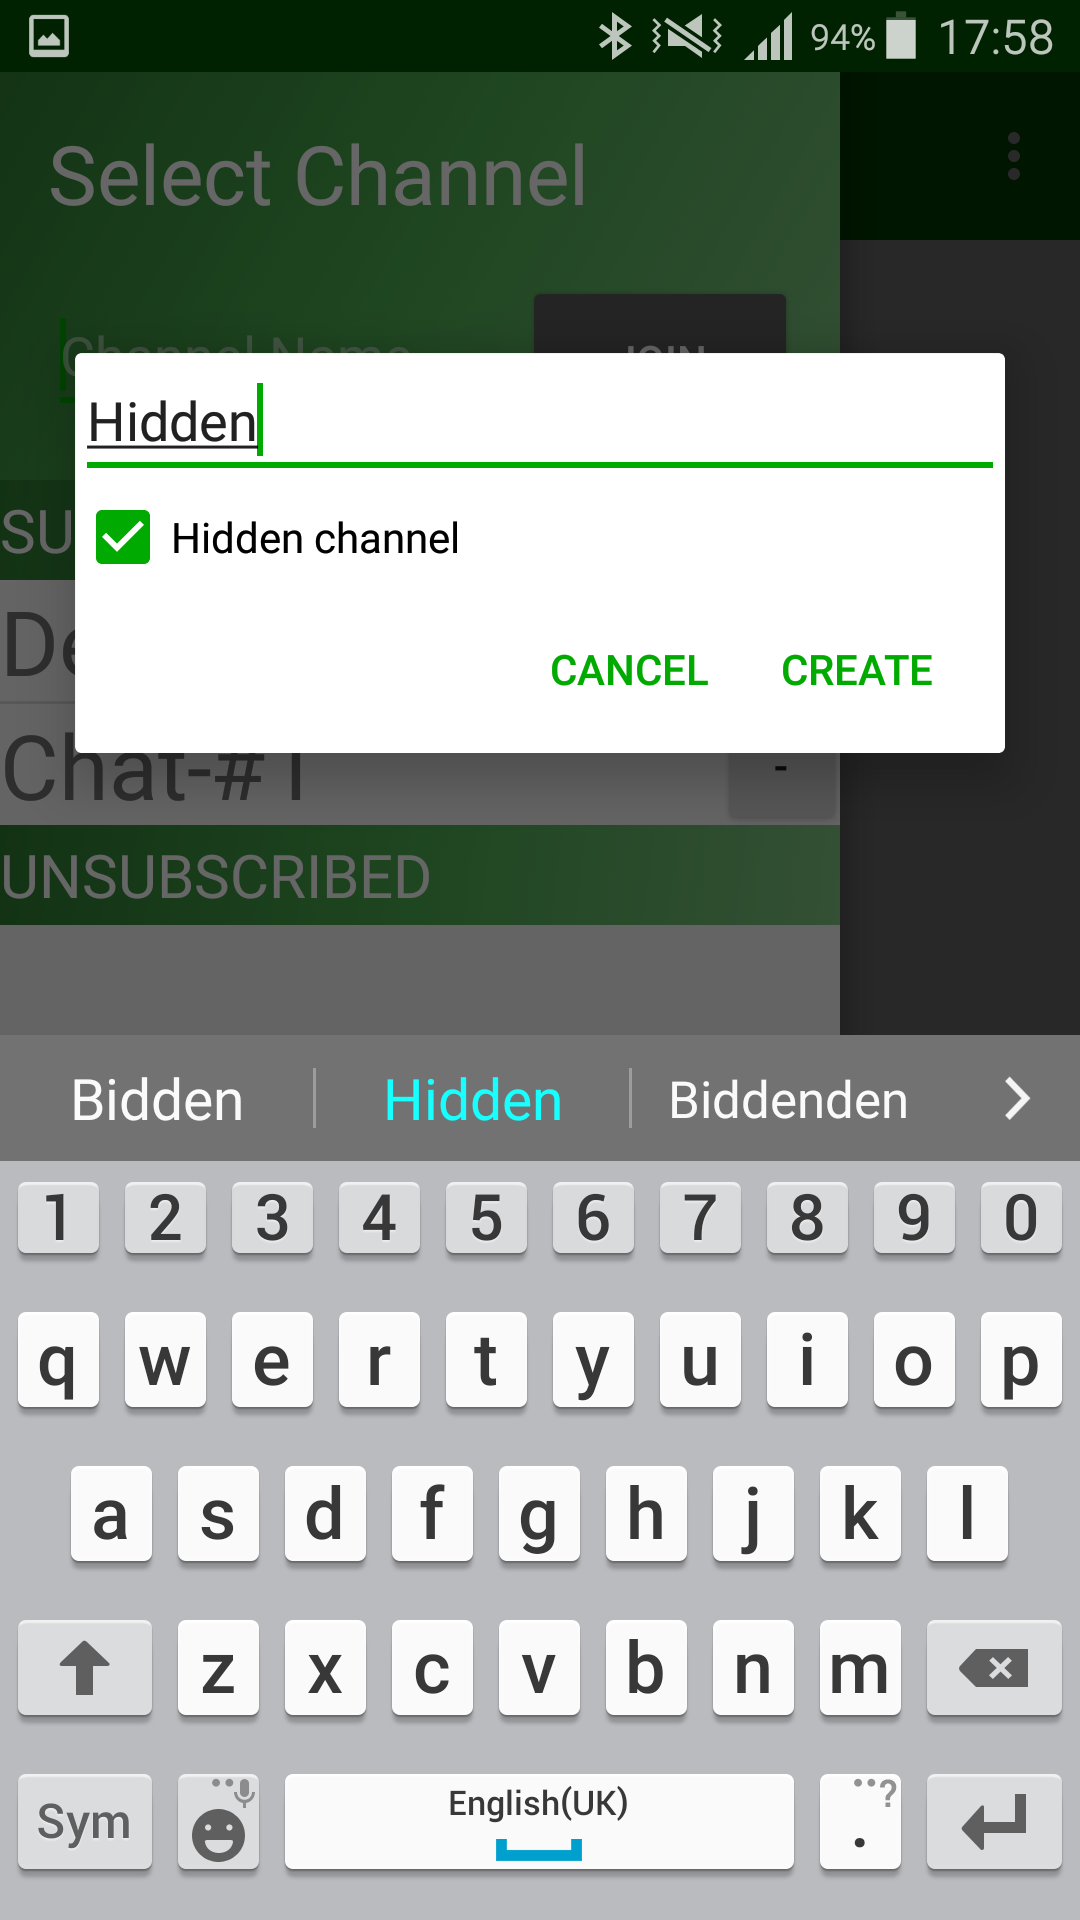 94% 17:58
Select Channel
Channel Name JOIN
Hidden
SU
Hidden channel
De
CANCEL CREATE
Chat-#1 -
UNSUBSCRIBED
Bidden Hidden Biddenden
1 2 3 4 5 6 7 8 9 0
q w e r t y u i o p
a s d f g h j k l
z x c v b n m
Sym English(UK) . ?